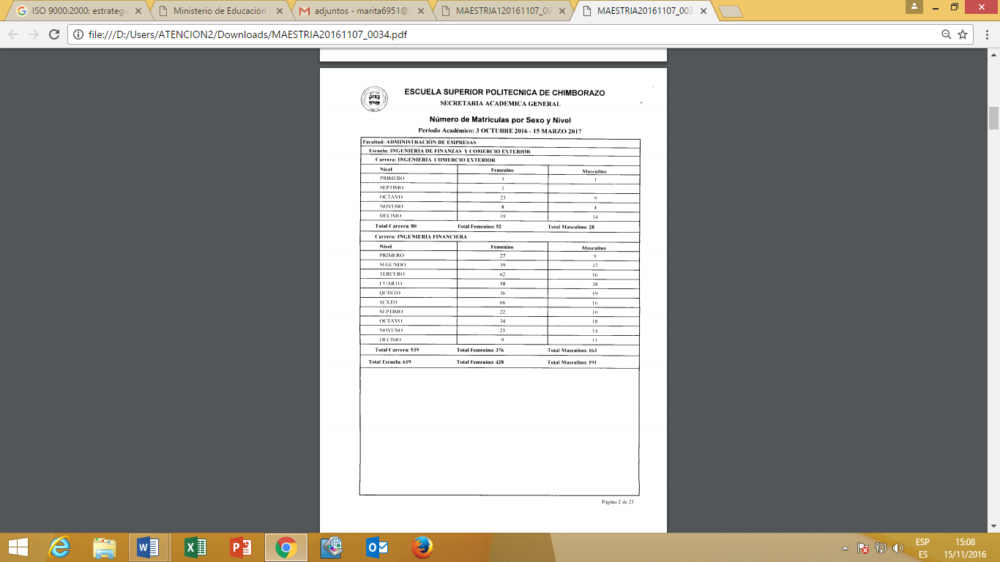 ISO 9000:2000: estrategi
Ministerio de Educación
adjuntos - marita6951@g
MAESTRIA120161107_00
MAESTRIA20161107_003
file:///D:/Users/ATENCION2/Downloads/MAESTRIA20161107_0034.pdf
ESCUELA SUPERIOR POLITECNICA DE CHIMBORAZO
SECRETARIA ACADEMICA GENERAL
Número de Matrículas por Sexo y Nivel
Periodo Académico: 3 OCTUBRE 2016 - 15 MARZO 2017
Facultad: ADMINISTRACIÓN DE EMPRESAS
Escuela: INGENIERÍA DE FINANZAS Y COMERCIO EXTERIOR
Carrera: INGENIERIA COMERCIO EXTERIOR
Nivel Femenino Masculino
PRIMERO 1 1
SEPTIMO 1
OCTAVO 23 9
NOVENO 8 4
DECIMO 19 14
Total Carrera: 80 Total Femenino: 52 Total Masculino: 28
Carrera: INGENIERIA FINANCIERA
Nivel Femenino Masculino
PRIMERO 27 9
SEGUNDO 39 12
TERCERO 62 16
CUARTO 58 38
QUINTO 36 19
SEXTO 66 16
SEPTIMO 22 10
OCTAVO 34 18
NOVENO 23 14
DECIMO 9 11
Total Carrera: 539 Total Femenino: 376 Total Masculino: 163
Total Escuela: 619 Total Femenino: 428 Total Masculino: 191
Página 2 de 21
ESP 15:08
ES 15/11/2016